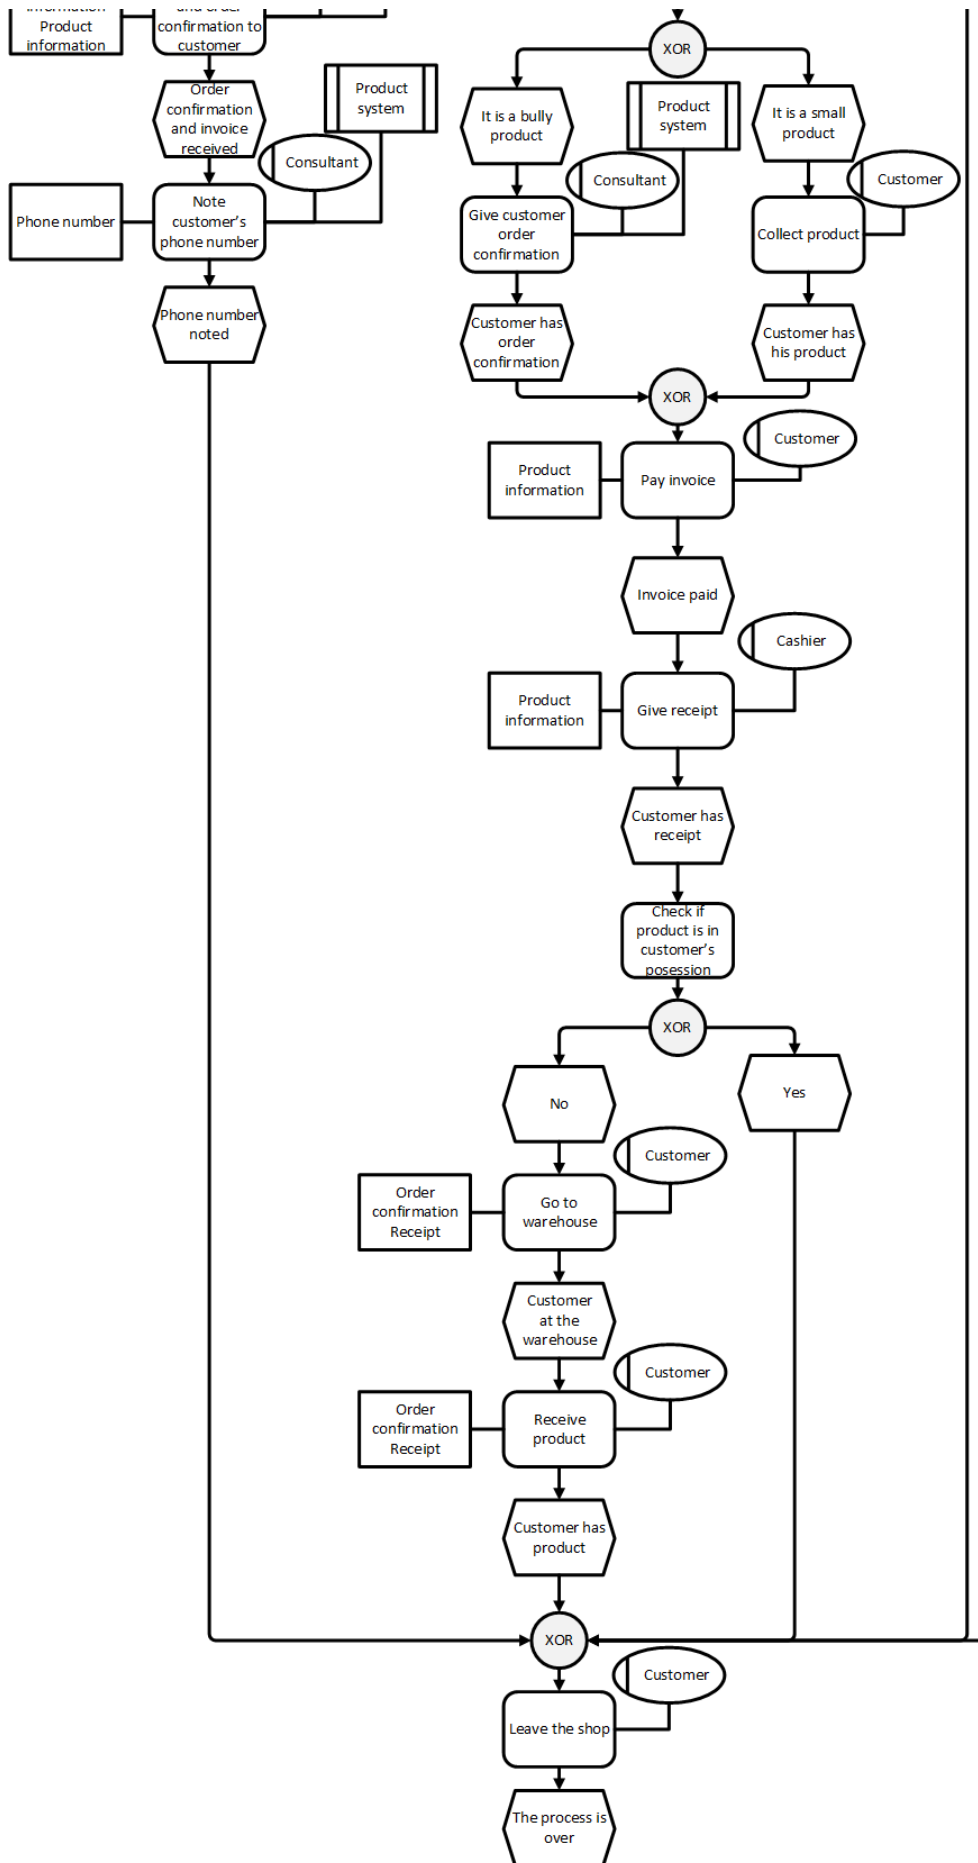 Information
Product
information
and order
confirmation to
customer
XOR
Order
confirmation
and invoice
received
Product
system
Consultant
It is a bully
product
Product
system
It is a small
product
Phone number
Note
customer's
phone number
Consultant
Customer
Give customer
order
confirmation
Collect product
Phone number
noted
Customer has
order
confirmation
Customer has
his product
XOR
Customer
Product
information
Pay invoice
Invoice paid
Cashier
Product
information
Give receipt
Customer has
receipt
Check if
product is in
customer's
posession
XOR
No
Yes
Customer
Order
confirmation
Receipt
Go to
warehouse
Customer
at the
warehouse
Customer
Order
confirmation
Receipt
Receive
product
Customer has
product
XOR
Customer
Leave the shop
The process is
over